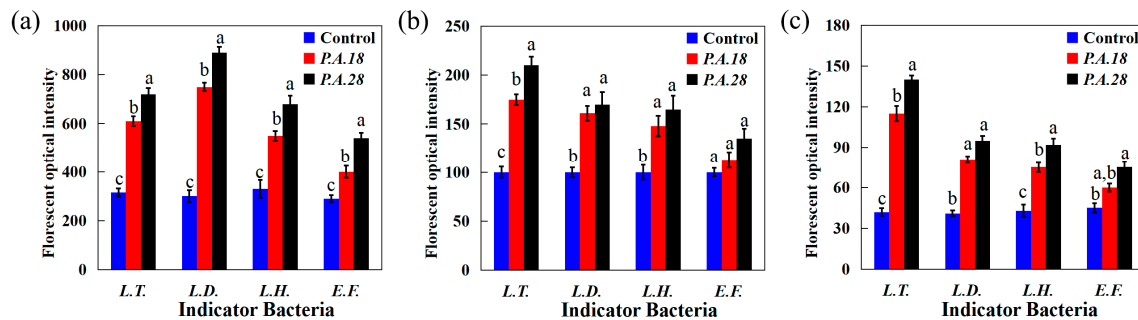 (a)
Florescent optical intensity
1000
800
600
400
200
0
Control
P.A.18
P.A.28
c b a
c b a
c b a
c b a
L.T. L.D. L.H. E.F.
Indicator Bacteria
(b)
Florescent optical intensity
250
200
150
100
50
0
Control
P.A.18
P.A.28
c b a
b a a
b a a
a a a
L.T. L.D. L.H. E.F.
Indicator Bacteria
(c)
Florescent optical intensity
180
150
120
90
60
30
0
Control
P.A.18
P.A.28
c b a
b a a
c b a
b a,b a
L.T. L.D. L.H. E.F.
Indicator Bacteria